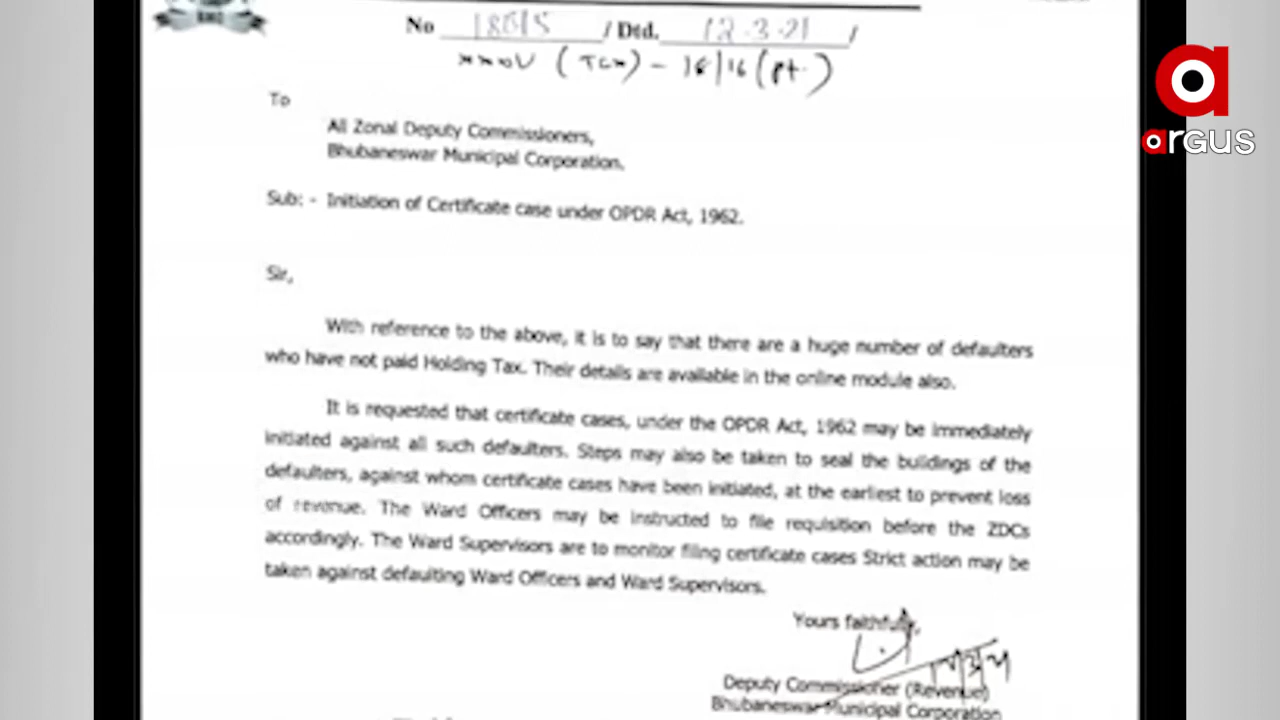 No / Dtd. 12.3.21 /
(Tax) - 16/16 (pt.)
To
All Zonal Deputy Commissioners,
Bhubaneswar Municipal Corporation.
Sub: - Initiation of Certificate case under OPDR Act, 1962.
Sir,
With reference to the above, it is to say that there are a huge number of defaulters
who have not paid Holding Tax. Their details are available in the online module also.
It is requested that certificate cases, under the OPDR Act, 1962 may be immediately
initiated against all such defaulters. Steps may also be taken to seal the buildings of the
defaulters, against whom certificate cases have been initiated, at the earliest to prevent loss
of revenue. The Ward Officers may be instructed to file requisition before the ZDCs
accordingly. The Ward Supervisors are to monitor filing certificate cases Strict action may be
taken against defaulting Ward Officers and Ward Supervisors.
Yours faithfully,
Deputy Commissioner (Revenue)
Bhubaneswar Municipal Corporation
argus